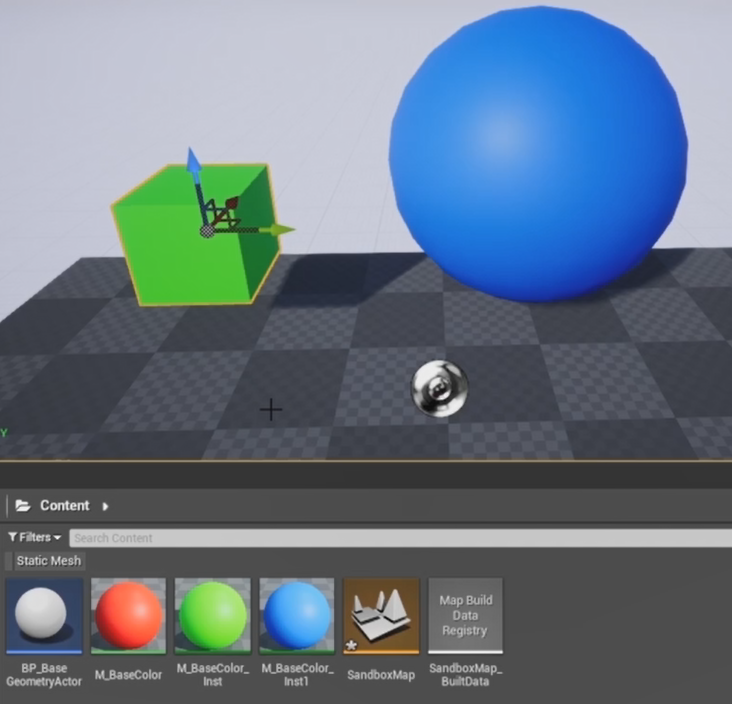 Y
Content
Filters
Search Content
Static Mesh
Map Build
Data
Registry
BP_Base
GeometryActor
M_BaseColor
M_BaseColor_
Inst
M_BaseColor_
Inst1
SandboxMap
SandboxMap_
BuiltData